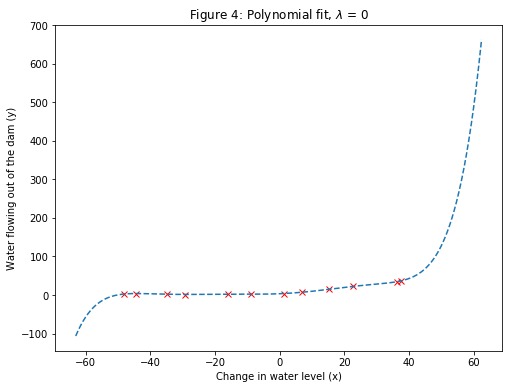 Figure 4: Polynomial fit, λ = 0
700
600
500
400
300
200
100
0
−100
Water flowing out of the dam (y)
−60 −40 −20 0 20 40 60
Change in water level (x)